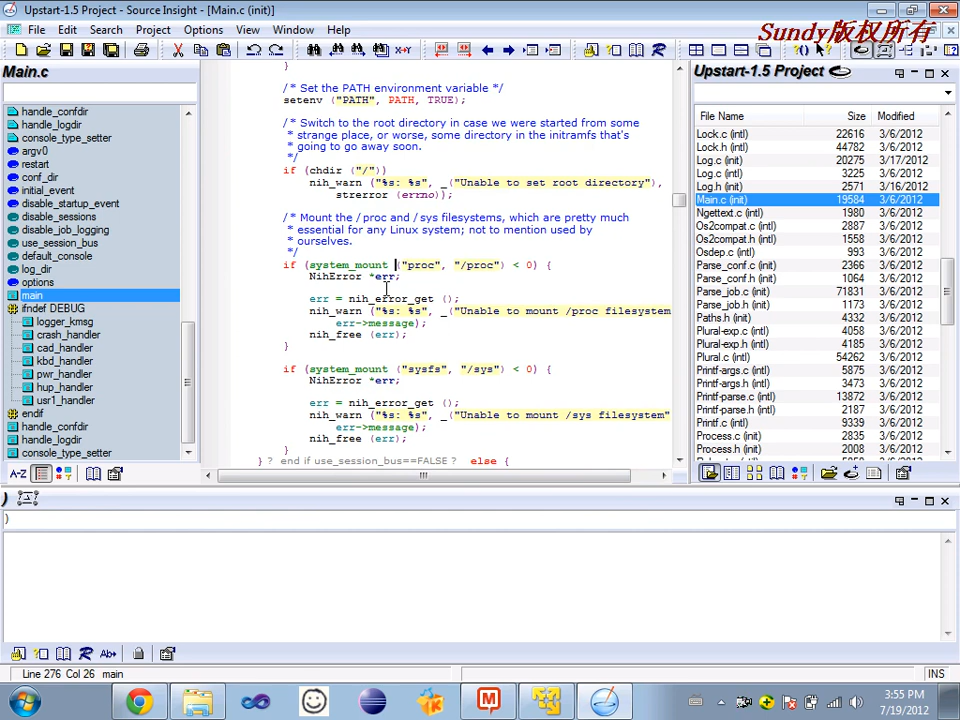 Upstart-1.5 Project - Source Insight - [Main.c (init)]
File Edit Search Project Options View Window Help
Sundy版权所有
Main.c
handle_confdir
handle_logdir
console_type_setter
argv0
restart
conf_dir
initial_event
disable_startup_event
disable_sessions
disable_job_logging
use_session_bus
default_console
log_dir
options
main
ifndef DEBUG
logger_kmsg
crash_handler
cad_handler
kbd_handler
pwr_handler
hup_handler
usr1_handler
endif
handle_confdir
handle_logdir
console_type_setter
A-Z
}
/* Set the PATH environment variable */
setenv ("PATH", PATH, TRUE);
/* Switch to the root directory in case we were started from some
* strange place, or worse, some directory in the initramfs that's
* going to go away soon.
*/
if (chdir ("/"))
nih_warn ("%s: %s", _("Unable to set root directory"),
strerror (errno));
/* Mount the /proc and /sys filesystems, which are pretty much
* essential for any Linux system; not to mention used by
* ourselves.
*/
if (system_mount ("proc", "/proc") < 0) {
NihError *err;
err = nih_error_get ();
nih_warn ("%s: %s", _("Unable to mount /proc filesystem
err->message);
nih_free (err);
}
if (system_mount ("sysfs", "/sys") < 0) {
NihError *err;
err = nih_error_get ();
nih_warn ("%s: %s", _("Unable to mount /sys filesystem"
err->message);
nih_free (err);
}
} ? end if use_session_bus==FALSE ? else {
Upstart-1.5 Project
File Name Size Modified
Lock.c (intl) 22616 3/6/2012
Lock.h (intl) 44782 3/6/2012
Log.c (init) 20275 3/17/2012
Log.c (intl) 3225 3/6/2012
Log.h (init) 2571 3/16/2012
Main.c (init) 19584 3/6/2012
Ngettext.c (intl) 1980 3/6/2012
Os2compat.c (intl) 2887 3/6/2012
Os2compat.h (intl) 1558 3/6/2012
Osdep.c (intl) 993 3/6/2012
Parse_conf.c (init) 2366 3/6/2012
Parse_conf.h (init) 1064 3/6/2012
Parse_job.c (init) 71831 3/6/2012
Parse_job.h (init) 1173 3/6/2012
Paths.h (init) 4332 3/6/2012
Plural-exp.c (intl) 4058 3/6/2012
Plural-exp.h (intl) 4185 3/6/2012
Plural.c (intl) 54262 3/6/2012
Printf-args.c (intl) 5875 3/6/2012
Printf-args.h (intl) 3473 3/6/2012
Printf-parse.c (intl) 13872 3/6/2012
Printf-parse.h (intl) 2187 3/6/2012
Printf.c (intl) 9339 3/6/2012
Process.c (init) 2835 3/6/2012
Process.h (init) 2008 3/6/2012
)
)
Line 276 Col 26 main
INS
3:55 PM
7/19/2012